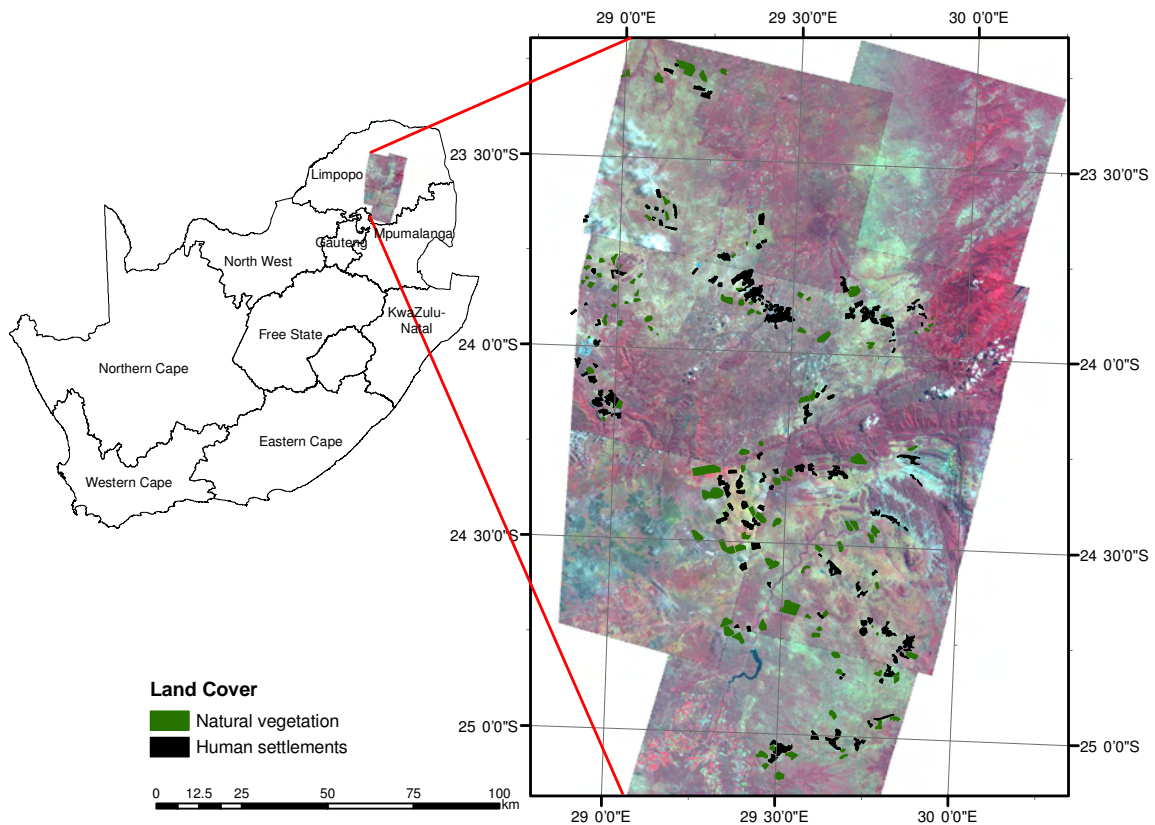 29 0'0"E
29 30'0"E
30 0'0"E
23 30'0"S
23 30'0"S
24 0'0"S
24 0'0"S
24 30'0"S
24 30'0"S
25 0'0"S
25 0'0"S
29 0'0"E
29 30'0"E
30 0'0"E
Limpopo
Gauteng
Mpumalanga
North West
KwaZulu-
Natal
Free State
Northern Cape
Eastern Cape
Western Cape
Land Cover
Natural vegetation
Human settlements
0 12.5 25 50 75 100
km